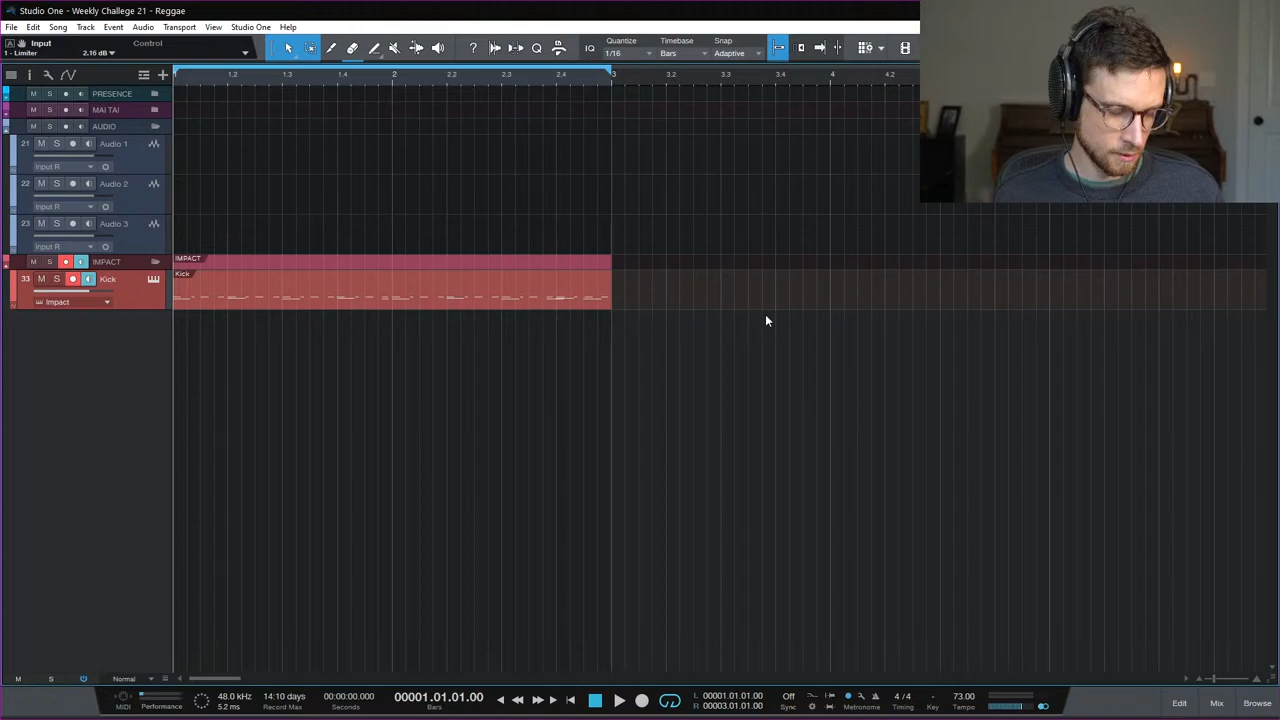 Studio One - Weekly Challege 21 - Reggae
File Edit Song Track Event Audio Transport View Studio One Help
Input Control
1 - Limiter 2.16 dB
Quantize Timebase Snap
IQ 1/16 Bars Adaptive
1.2 1.3 1.4 2 2.2 2.3 2.4 3 3.2 3.3 3.4 4 4.2
M S PRESENCE
M MAI TAI
M S AUDIO
21 M S Audio 1
Input R
22 M S Audio 2
Input R
23 M S Audio 3
Input R
M S IMPACT IMPACT
33 M S Kick Kick
Impact
M S Normal
MIDI Performance
48.0 kHz 14:10 days 00:00:00.000 00001.01.01.00
5.2 ms Record Max Seconds Bars
L 00001.01.01.00 Off 4 / 4 - 73.00
R 00003.01.01.00 Sync Metronome Timing Key Tempo
Edit Mix Browse